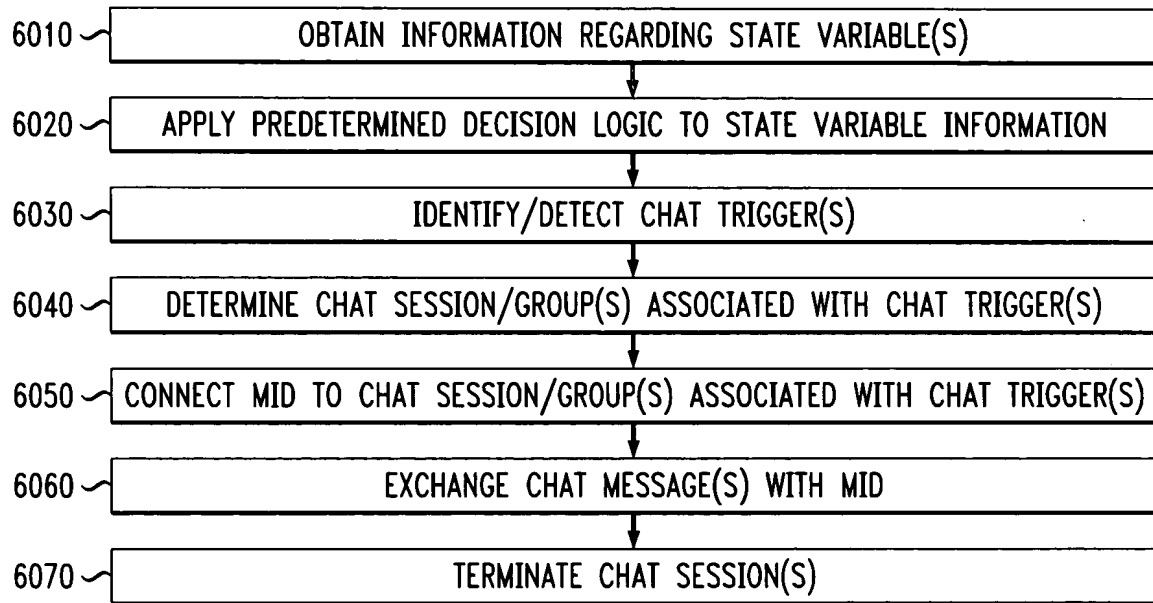 6010 OBTAIN INFORMATION REGARDING STATE VARIABLE(S)
6020 APPLY PREDETERMINED DECISION LOGIC TO STATE VARIABLE INFORMATION
6030 IDENTIFY/DETECT CHAT TRIGGER(S)
6040 DETERMINE CHAT SESSION/GROUP(S) ASSOCIATED WITH CHAT TRIGGER(S)
6050 CONNECT MID TO CHAT SESSION/GROUP(S) ASSOCIATED WITH CHAT TRIGGER(S)
6060 EXCHANGE CHAT MESSAGE(S) WITH MID
6070 TERMINATE CHAT SESSION(S)